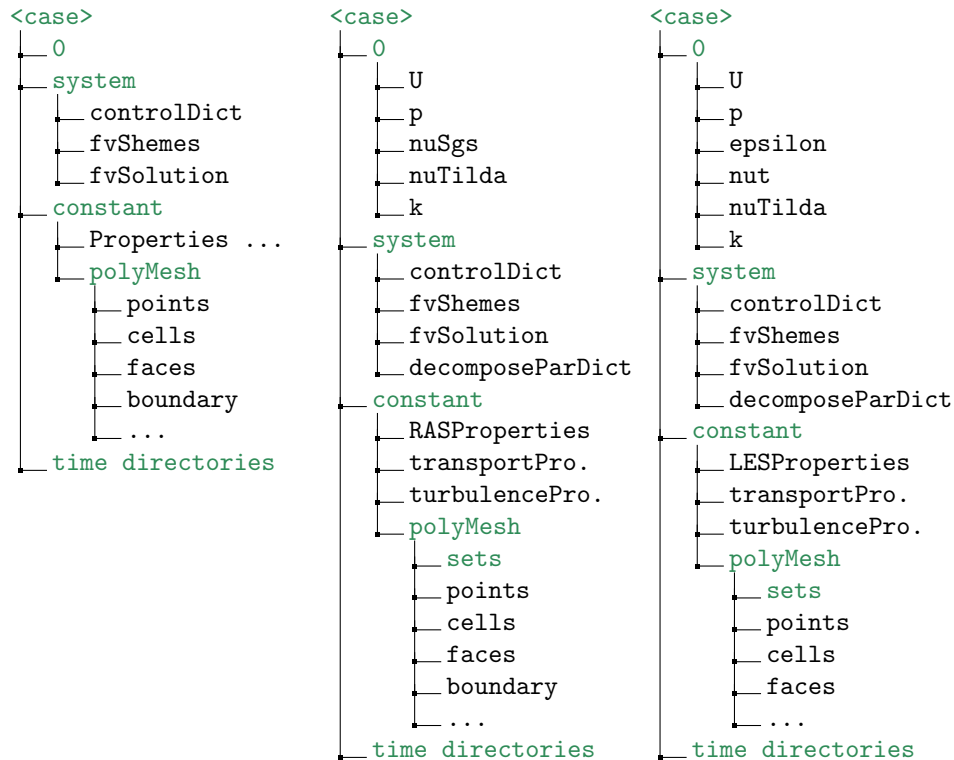 <case>
0
system
controlDict
fvShemes
fvSolution
constant
Properties ...
polyMesh
points
cells
faces
boundary
...
time directories
<case>
0
U
p
nuSgs
nuTilda
k
system
controlDict
fvShemes
fvSolution
decomposeParDict
constant
RASProperties
transportPro.
turbulencePro.
polyMesh
sets
points
cells
faces
boundary
...
time directories
<case>
0
U
p
epsilon
nut
nuTilda
k
system
controlDict
fvShemes
fvSolution
decomposeParDict
constant
LESProperties
transportPro.
turbulencePro.
polyMesh
sets
points
cells
faces
...
time directories